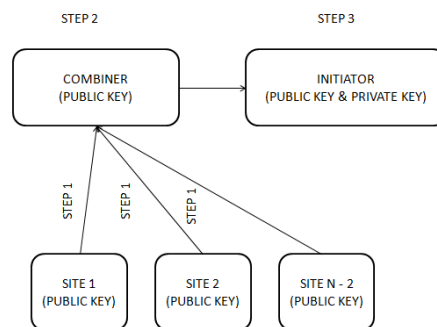 STEP 2
STEP 3
COMBINER
(PUBLIC KEY)
INITIATOR
(PUBLIC KEY & PRIVATE KEY)
STEP 1
STEP 1
STEP 1
SITE 1
(PUBLIC KEY)
SITE 2
(PUBLIC KEY)
SITE N - 2
(PUBLIC KEY)